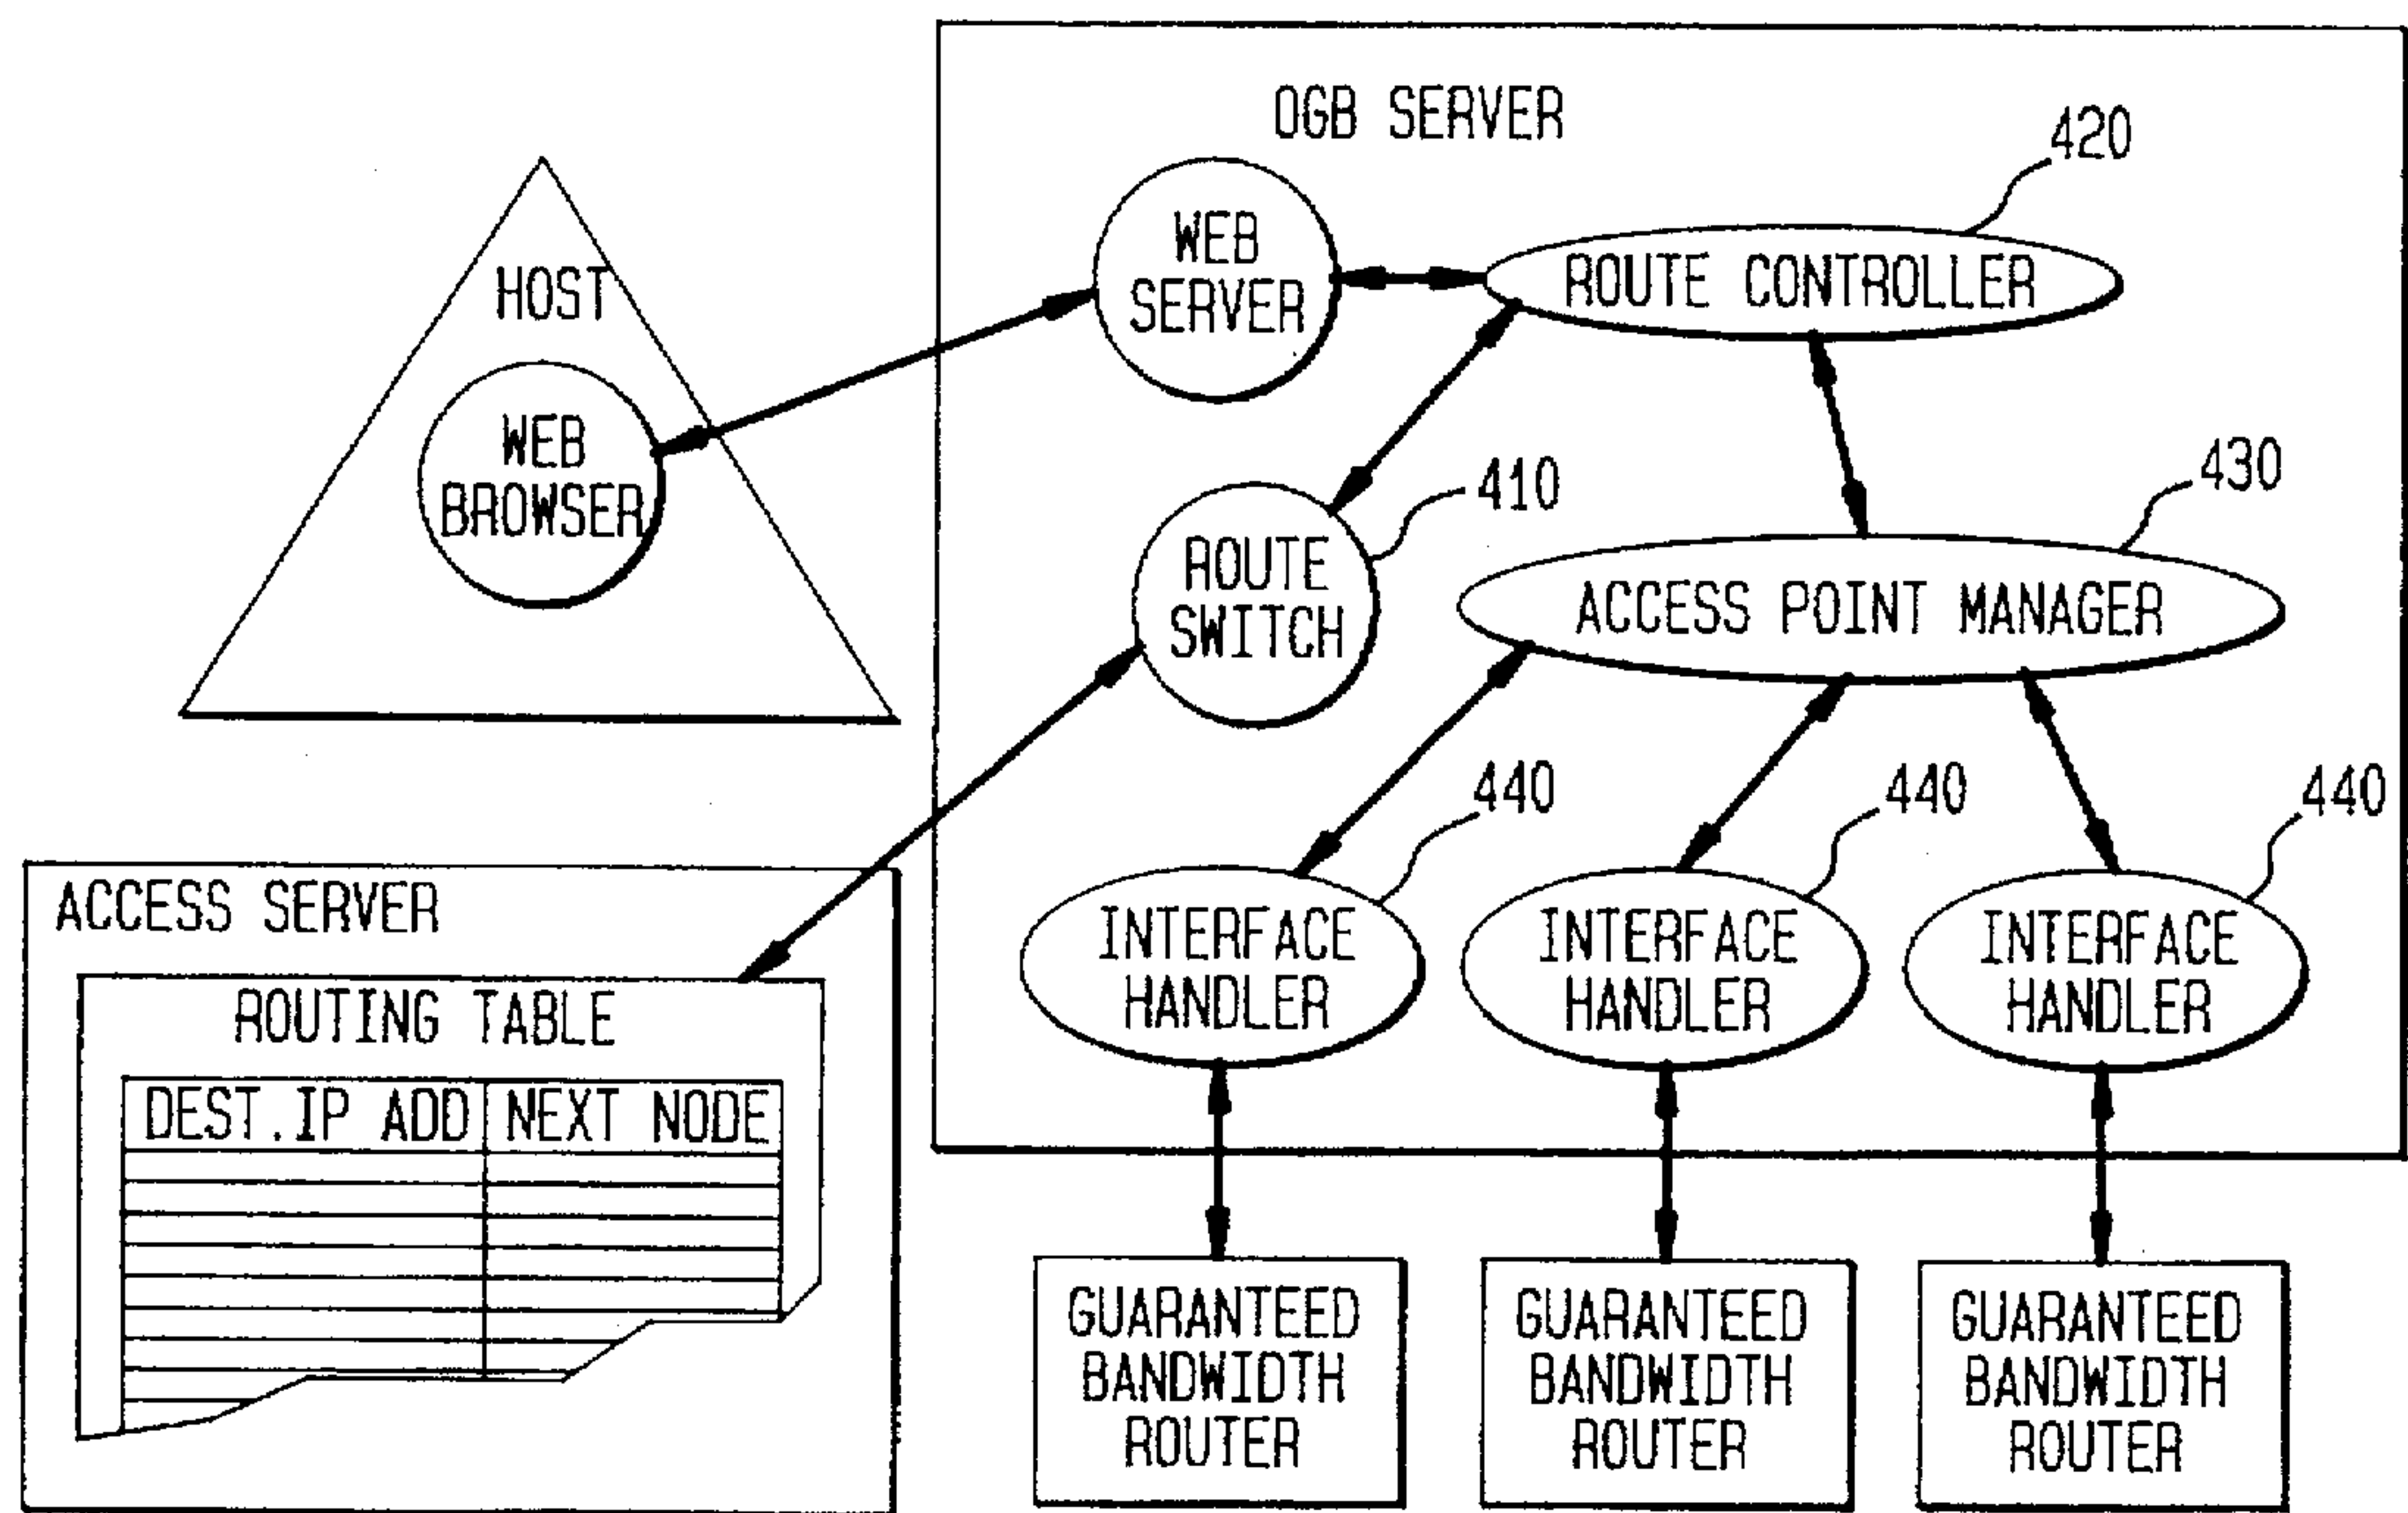 OGB SERVER
420
HOST
WEB
SERVER
ROUTE CONTROLLER
WEB
BROWSER
410
430
ROUTE
SWITCH
ACCESS POINT MANAGER
440
440
440
INTERFACE
HANDLER
INTERFACE
HANDLER
INTERFACE
HANDLER
ACCESS SERVER
ROUTING TABLE
DEST.IP ADD
NEXT NODE
GUARANTEED
BANDWIDTH
ROUTER
GUARANTEED
BANDWIDTH
ROUTER
GUARANTEED
BANDWIDTH
ROUTER